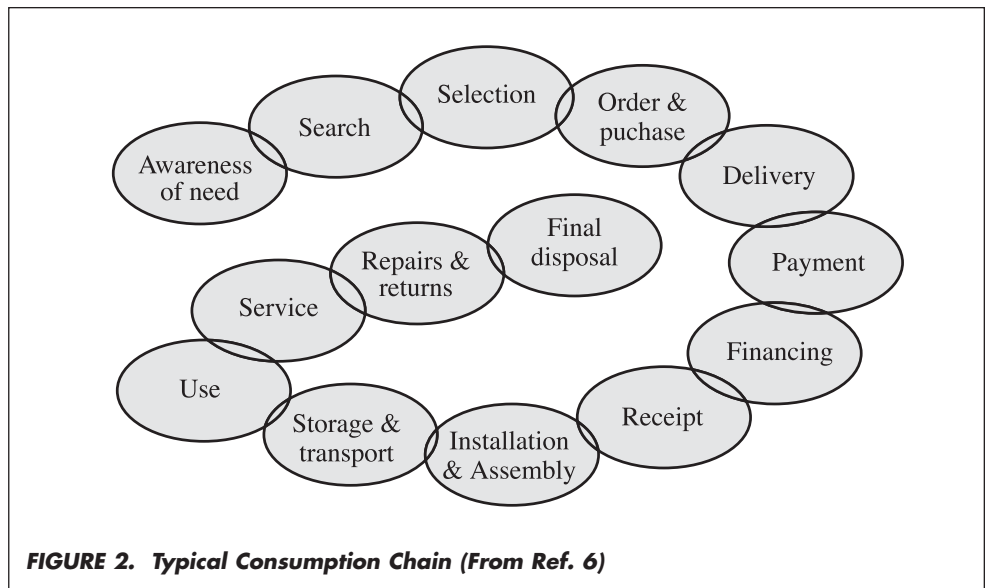 Awareness
of need
Search
Selection
Order &
puchase
Delivery
Payment
Financing
Receipt
Installation
& Assembly
Storage &
transport
Use
Service
Repairs &
returns
Final
disposal
FIGURE 2. Typical Consumption Chain (From Ref. 6)